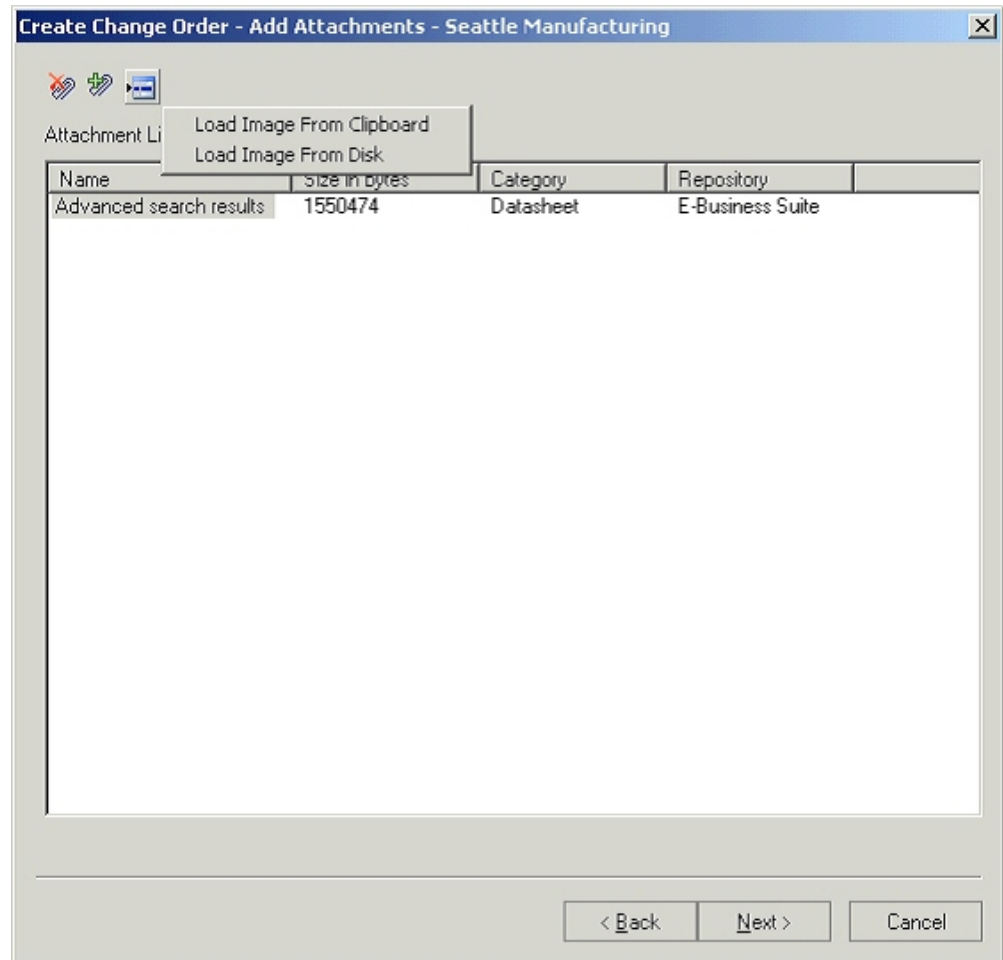 Create Change Order - Add Attachments - Seattle Manufacturing
Load Image From Clipboard
Attachment Li
Load Image From Disk
Name Size in bytes Category Repository
Advanced search results 1550474 Datasheet E-Business Suite
< Back Next > Cancel